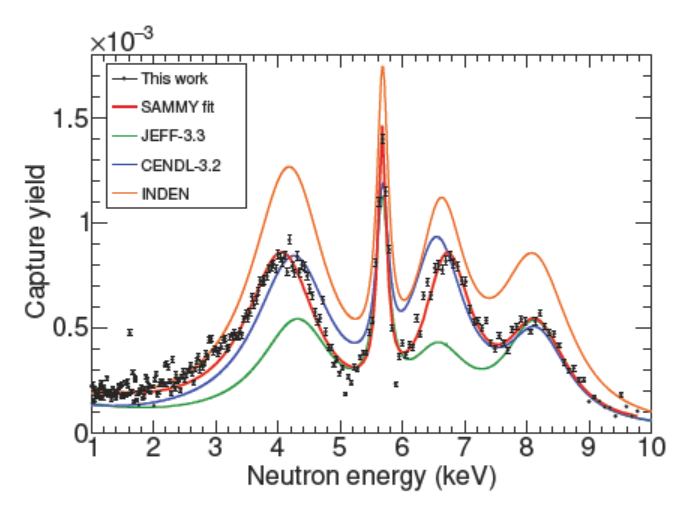 ×10⁻³
This work
SAMMY fit
JEFF-3.3
CENDL-3.2
INDEN
1.5
1
0.5
0
Capture yield
1 2 3 4 5 6 7 8 9 10
Neutron energy (keV)